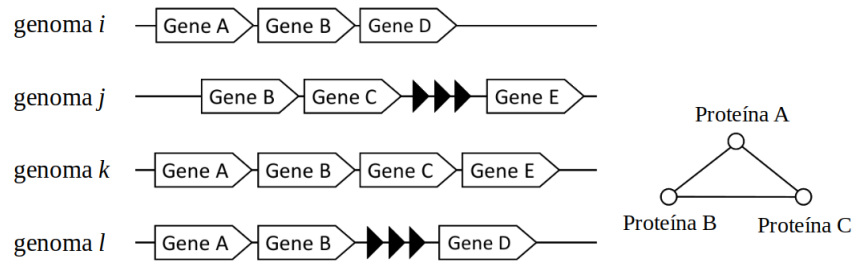 genoma i Gene A Gene B Gene D
genoma j Gene B Gene C Gene E
genoma k Gene A Gene B Gene C Gene E
genoma l Gene A Gene B Gene D
Proteína A
Proteína B Proteína C